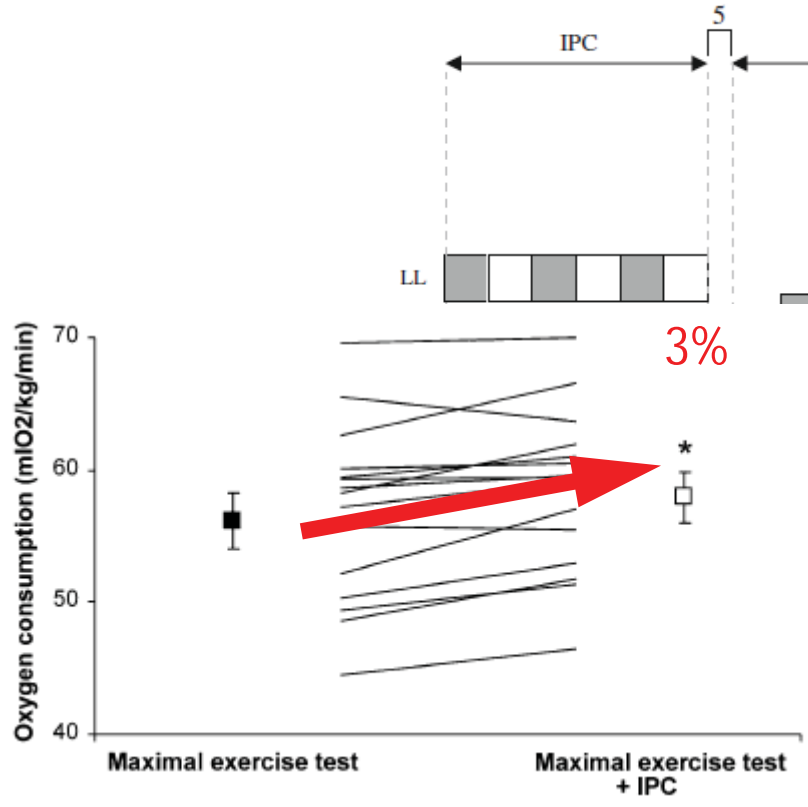 5
IPC
LL
3%
70
60
50
40
*
Oxygen consumption (mlO2/kg/min)
Maximal exercise test
Maximal exercise test
+ IPC